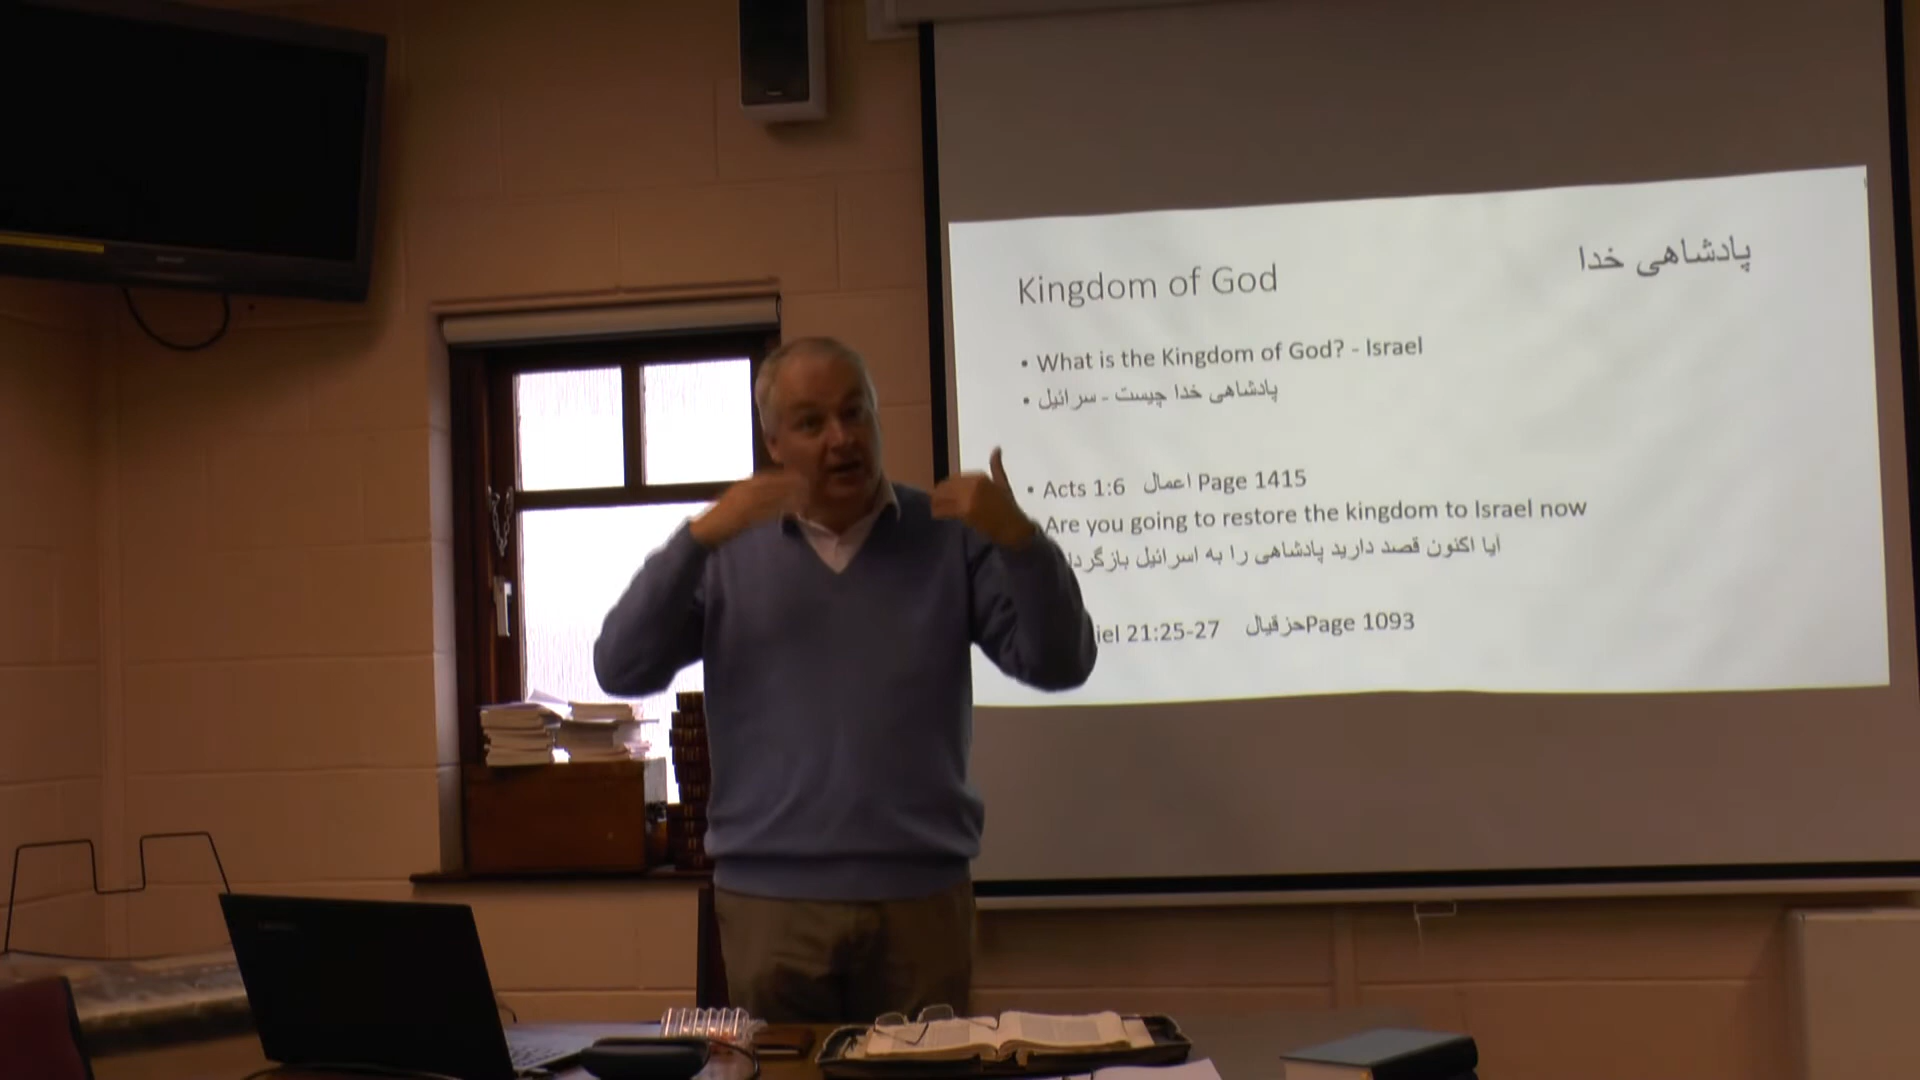 Kingdom of God
پادشاهی خدا
• What is the Kingdom of God? - Israel
• پادشاهی خدا چیست - سرائیل
• Acts 1:6 اعمال Page 1415
Are you going to restore the kingdom to Israel now
آیا اکنون قصد دارید پادشاهی را به اسرائیل
21:25-27 حزقیال Page 1093